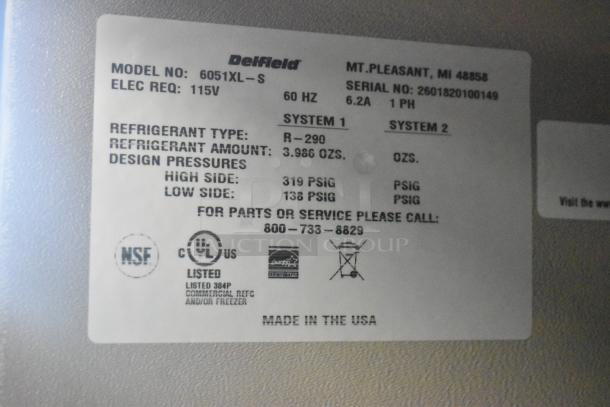 Delfield
MT.PLEASANT, MI 48858
MODEL NO: 6051XL-S
SERIAL NO: 2601820100149
ELEC REQ: 115V 60 HZ 6.2A 1 PH
SYSTEM 1 SYSTEM 2
REFRIGERANT TYPE: R-290
REFRIGERANT AMOUNT: 3.986 OZS. OZS.
DESIGN PRESSURES
HIGH SIDE: 319 PSIG PSIG
LOW SIDE: 138 PSIG PSIG
FOR PARTS OR SERVICE PLEASE CALL:
800-733-8829
AUCTION GROUP
NSF
C UL US
LISTED
LISTED 384P
COMMERCIAL REFG
AND/OR FREEZER
MADE IN THE USA
Visit the www